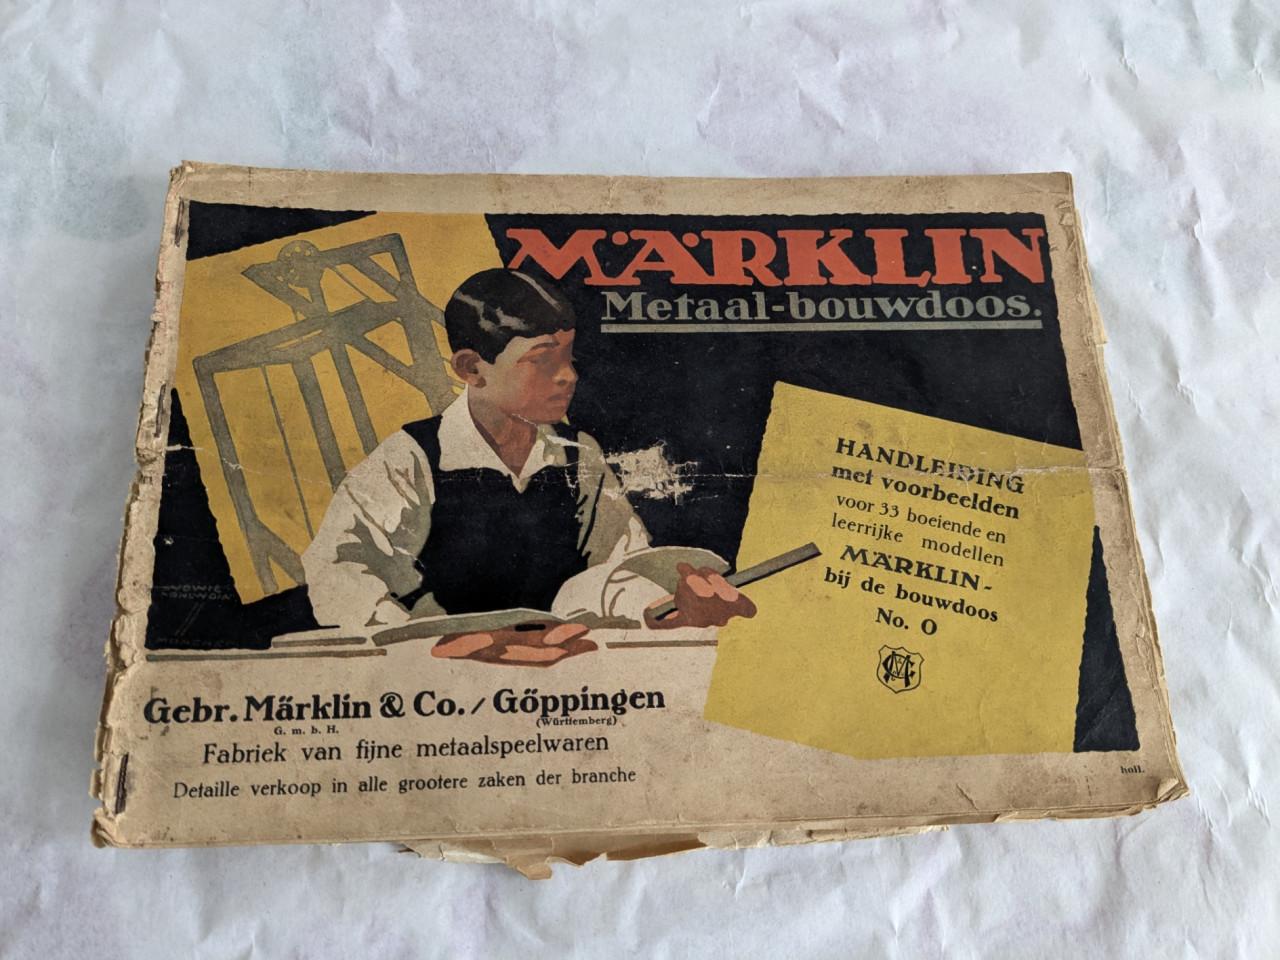 MÄRKLIN
Metaal-bouwdoos.
HANDLEIDING
met voorbeelden
voor 33 boeiende en
leerrijke modellen
MÄRKLIN-
bij de bouwdoos
No. 0
Gebr. Märklin & Co. / Göppingen
G. m. b. H. (Württemberg)
Fabriek van fijne metaalspeelwaren
Detaille verkoop in alle grootere zaken der branche
holl.